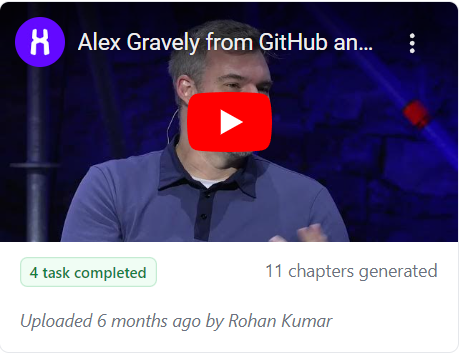 Alex Gravely from GitHub an...
4 task completed
11 chapters generated
Uploaded 6 months ago by Rohan Kumar